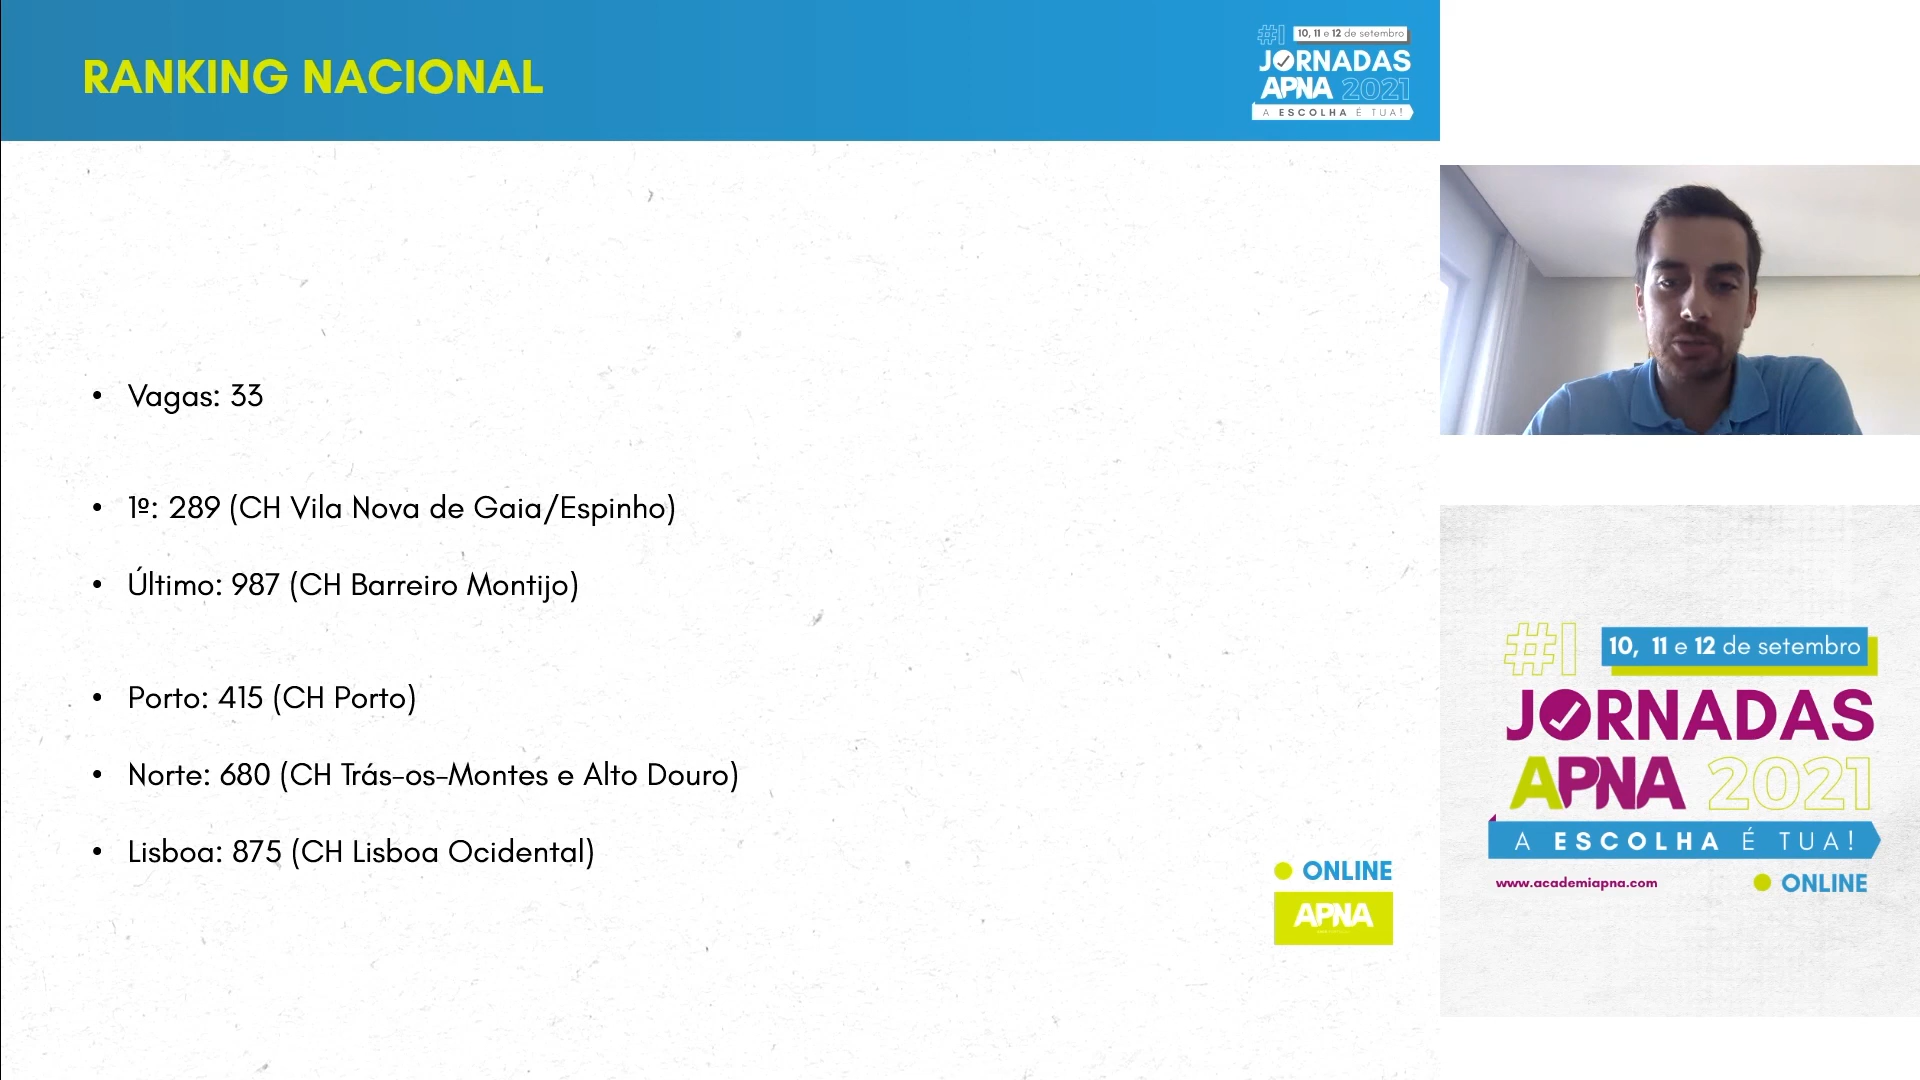 RANKING NACIONAL
#1 10, 11 e 12 de setembro
JORNADAS
APNA 2021
A ESCOLHA É TUA!
• Vagas: 33
• 1º: 289 (CH Vila Nova de Gaia/Espinho)
• Último: 987 (CH Barreiro Montijo)
• Porto: 415 (CH Porto)
• Norte: 680 (CH Trás-os-Montes e Alto Douro)
• Lisboa: 875 (CH Lisboa Ocidental)
ONLINE
APNA
#1 10, 11 e 12 de setembro
JORNADAS
APNA 2021
A ESCOLHA É TUA!
www.academiapna.com ONLINE